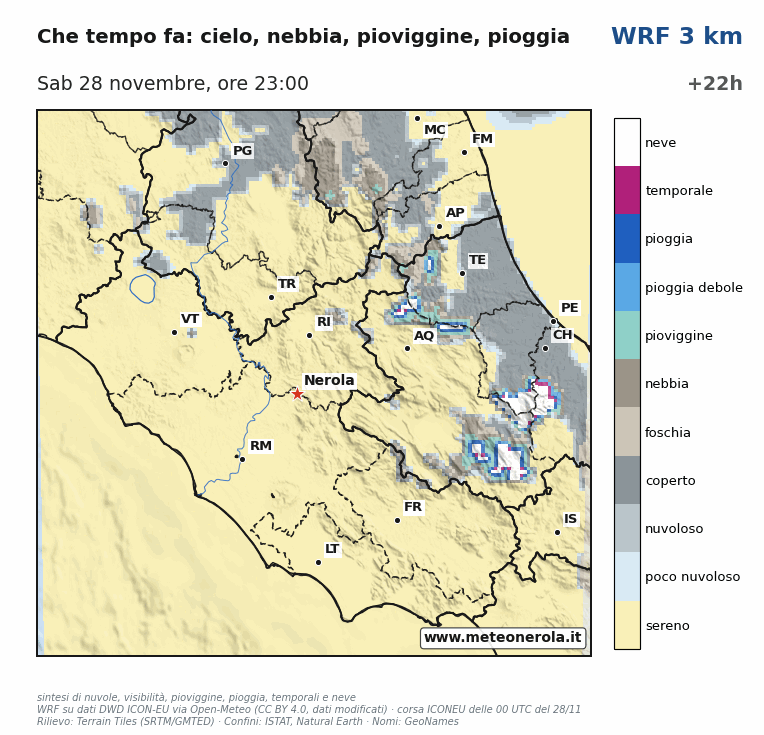 Che tempo fa: cielo, nebbia, pioviggine, pioggia
WRF 3 km
Sab 28 novembre, ore 23:00
+22h
MC
FM
PG
AP
TE
TR
PE
VT
RI
AQ
CH
Nerola
RM
FR
IS
LT
www.meteonerola.it
neve
temporale
pioggia
pioggia debole
pioviggine
nebbia
foschia
coperto
nuvoloso
poco nuvoloso
sereno
sintesi di nuvole, visibilità, pioviggine, pioggia, temporali e neve
WRF su dati DWD ICON-EU via Open-Meteo (CC BY 4.0, dati modificati) · corsa ICONEU delle 00 UTC del 28/11
Rilievo: Terrain Tiles (SRTM/GMTED) · Confini: ISTAT, Natural Earth · Nomi: GeoNames